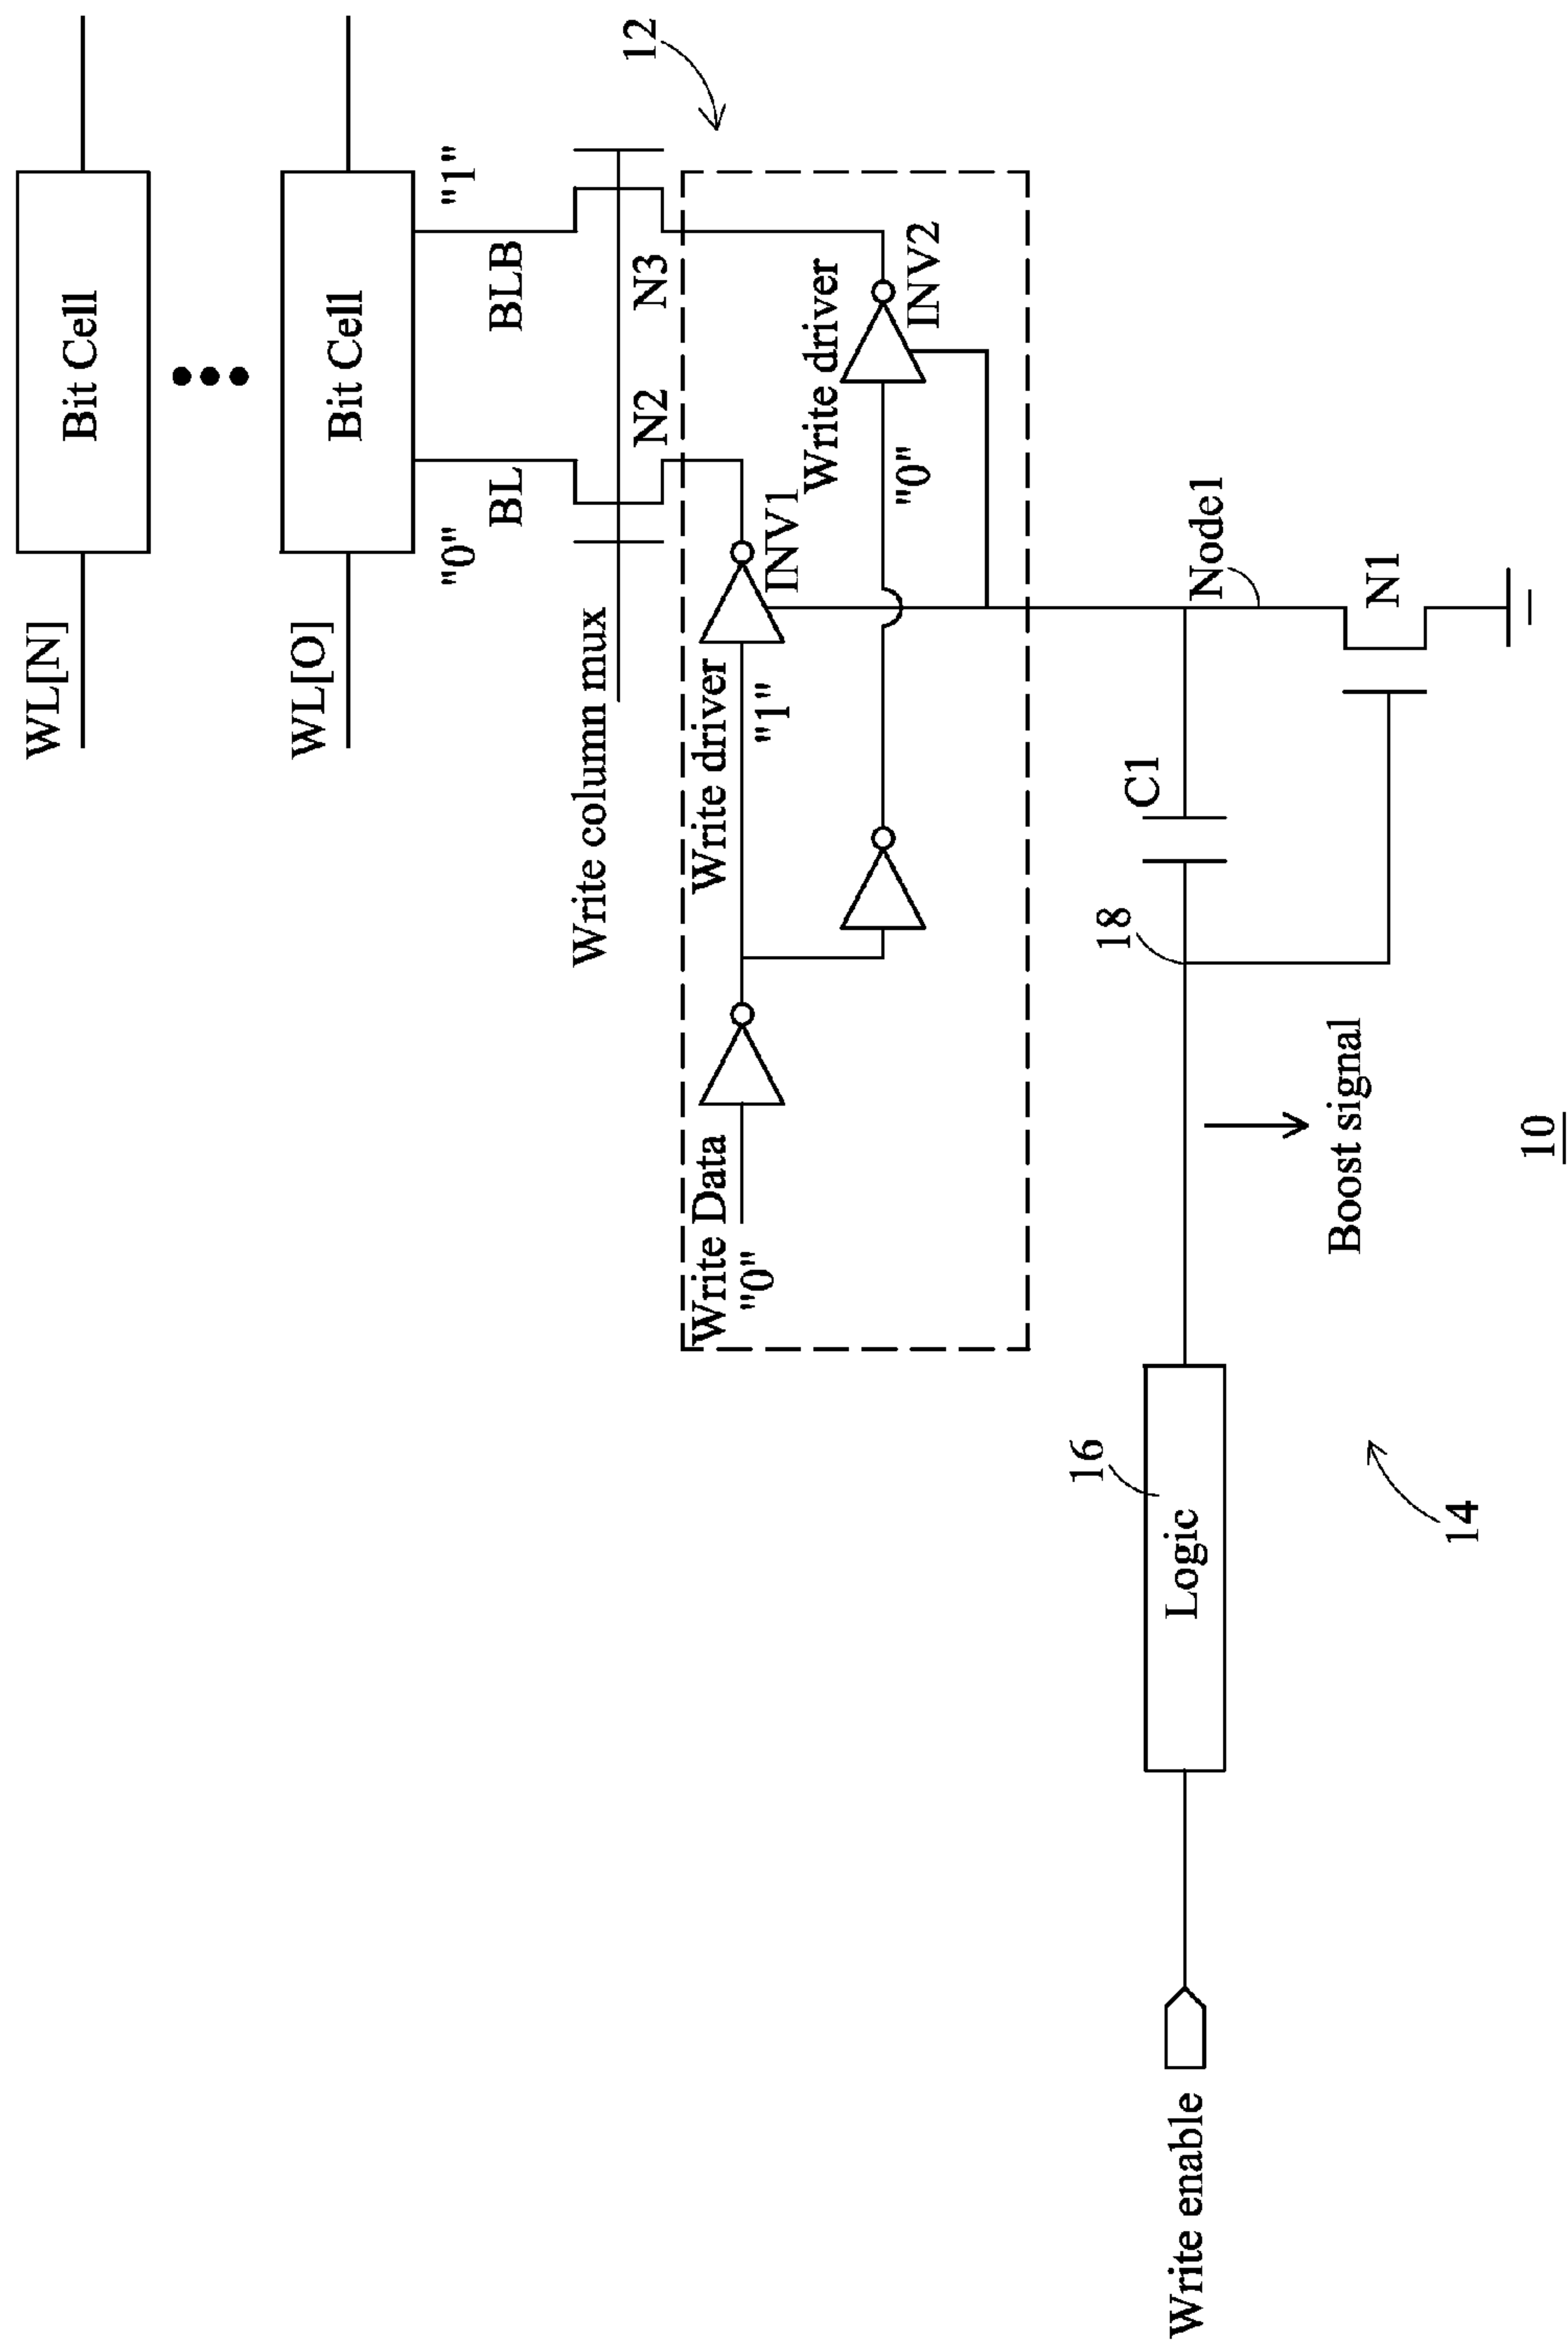 WL[N]
Bit Cell
WL[O]
Bit Cell
"0"
"1"
BL
BLB
Write column mux
N2
N3
12
Write Data
Write driver
"0"
"1"
INV1
Write driver
"0"
INV2
18
C1
Node1
16
Write enable
Logic
Boost signal
N1
14
10